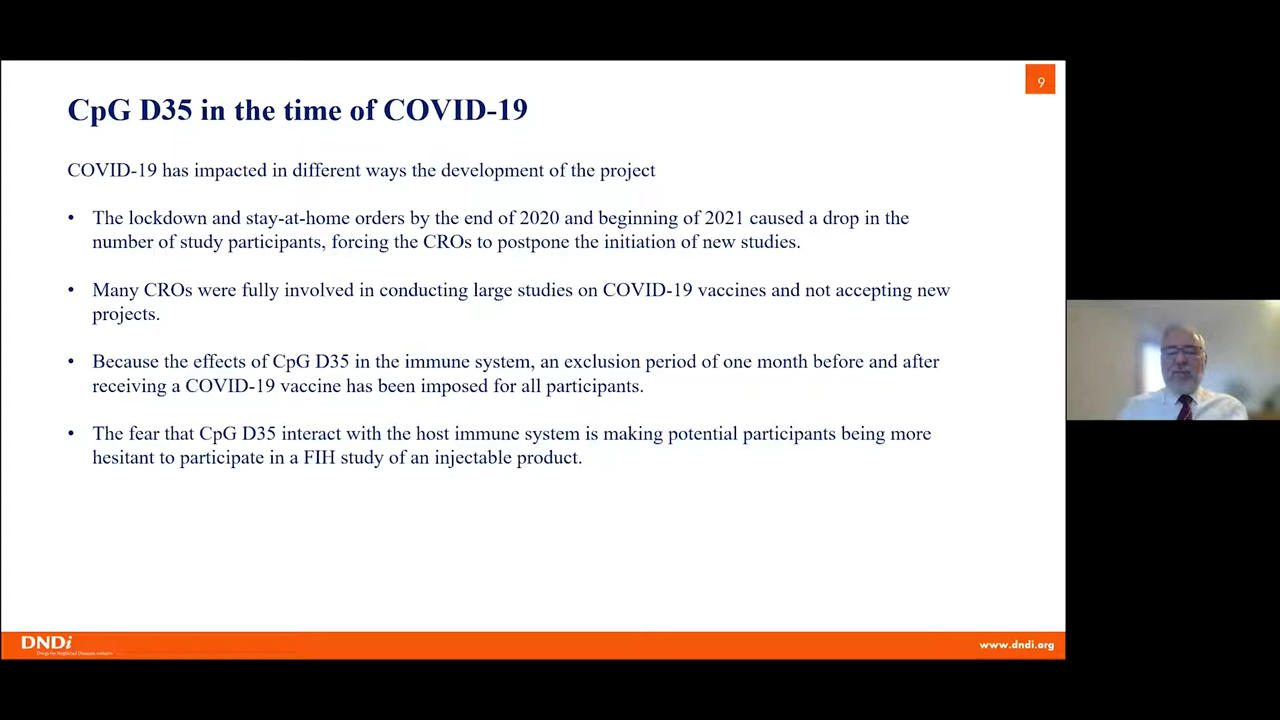 9
CpG D35 in the time of COVID-19
COVID-19 has impacted in different ways the development of the project
• The lockdown and stay-at-home orders by the end of 2020 and beginning of 2021 caused a drop in the
number of study participants, forcing the CROs to postpone the initiation of new studies.
• Many CROs were fully involved in conducting large studies on COVID-19 vaccines and not accepting new
projects.
• Because the effects of CpG D35 in the immune system, an exclusion period of one month before and after
receiving a COVID-19 vaccine has been imposed for all participants.
• The fear that CpG D35 interact with the host immune system is making potential participants being more
hesitant to participate in a FIH study of an injectable product.
DNDi
Drugs for Neglected Diseases initiative
www.dndi.org